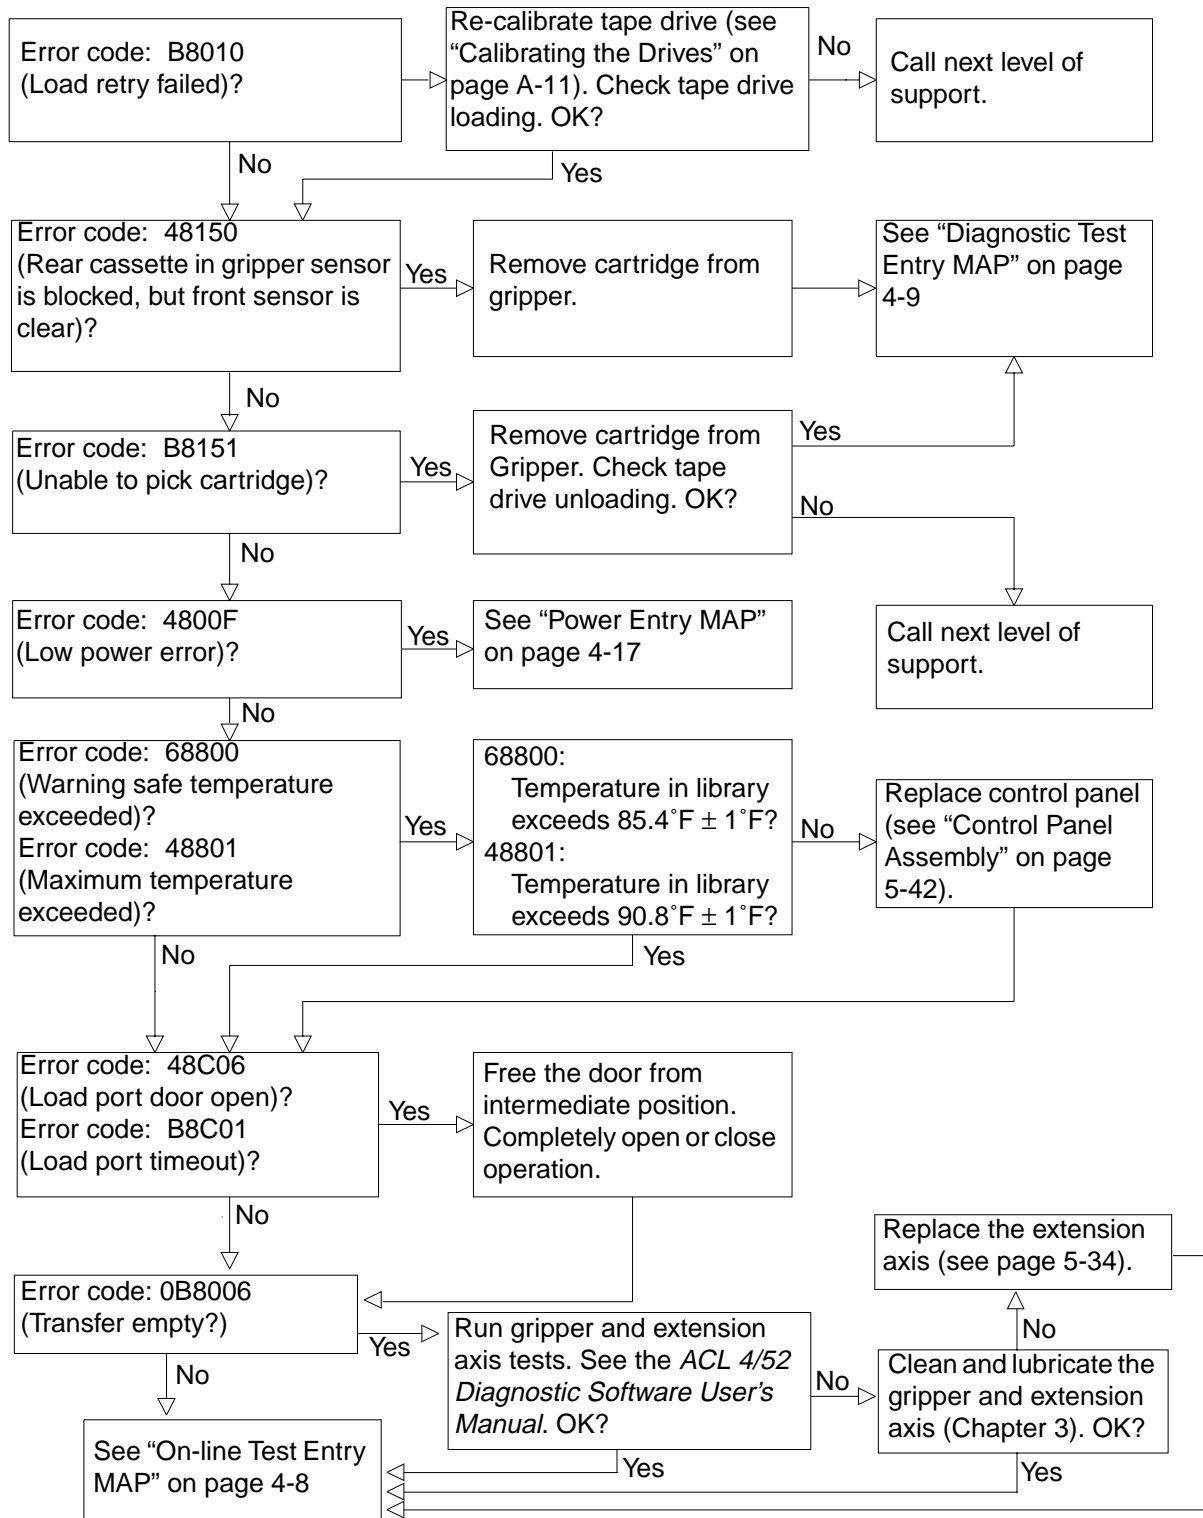 Error code: B8010
(Load retry failed)?
Re-calibrate tape drive (see
“Calibrating the Drives” on
page A-11). Check tape drive
loading. OK?
No
Call next level of
support.
No
Yes
Error code: 48150
(Rear cassette in gripper sensor
is blocked, but front sensor is
clear)?
Yes
Remove cartridge from
gripper.
See “Diagnostic Test
Entry MAP” on page
4-9
No
Error code: B8151
(Unable to pick cartridge)?
Yes
Remove cartridge from
Gripper. Check tape
drive unloading. OK?
Yes
No
No
Error code: 4800F
(Low power error)?
Yes
See “Power Entry MAP”
on page 4-17
Call next level of
support.
No
Error code: 68800
(Warning safe temperature
exceeded)?
Error code: 48801
(Maximum temperature
exceeded)?
Yes
68800:
Temperature in library
exceeds 85.4˚F ± 1˚F?
48801:
Temperature in library
exceeds 90.8˚F ± 1˚F?
No
Replace control panel
(see “Control Panel
Assembly” on page
5-42).
No
Yes
Error code: 48C06
(Load port door open)?
Error code: B8C01
(Load port timeout)?
Yes
Free the door from
intermediate position.
Completely open or close
operation.
No
Replace the extension
axis (see page 5-34).
Error code: 0B8006
(Transfer empty?)
Yes
Run gripper and extension
axis tests. See the ACL 4/52
Diagnostic Software User’s
Manual. OK?
No
No
Clean and lubricate the
gripper and extension
axis (Chapter 3). OK?
No
See “On-line Test Entry
MAP” on page 4-8
Yes
Yes